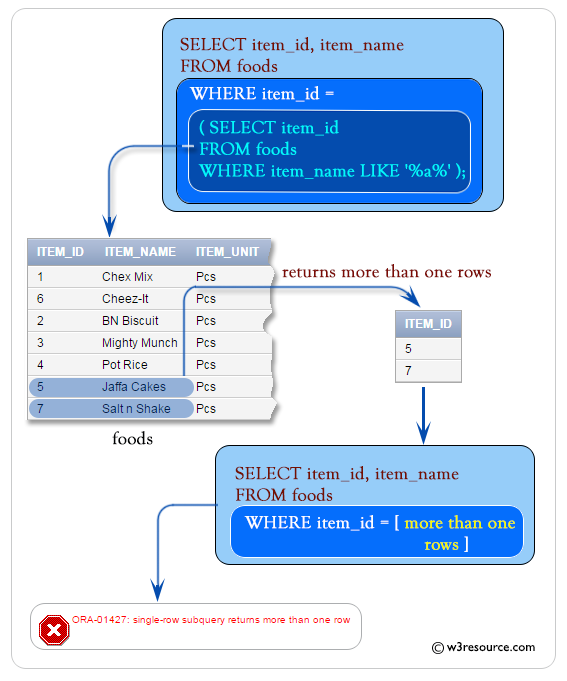 SELECT item_id, item_name
FROM foods
WHERE item_id =
( SELECT item_id
FROM foods
WHERE item_name LIKE '%a%' );
ITEM_ID ITEM_NAME ITEM_UNIT
1 Chex Mix Pcs
6 Cheez-It Pcs
2 BN Biscuit Pcs
3 Mighty Munch Pcs
4 Pot Rice Pcs
5 Jaffa Cakes Pcs
7 Salt n Shake Pcs
foods
returns more than one rows
ITEM_ID
5
7
SELECT item_id, item_name
FROM foods
WHERE item_id = [ more than one
rows ]
ORA-01427: single-row subquery returns more than one row
© w3resource.com